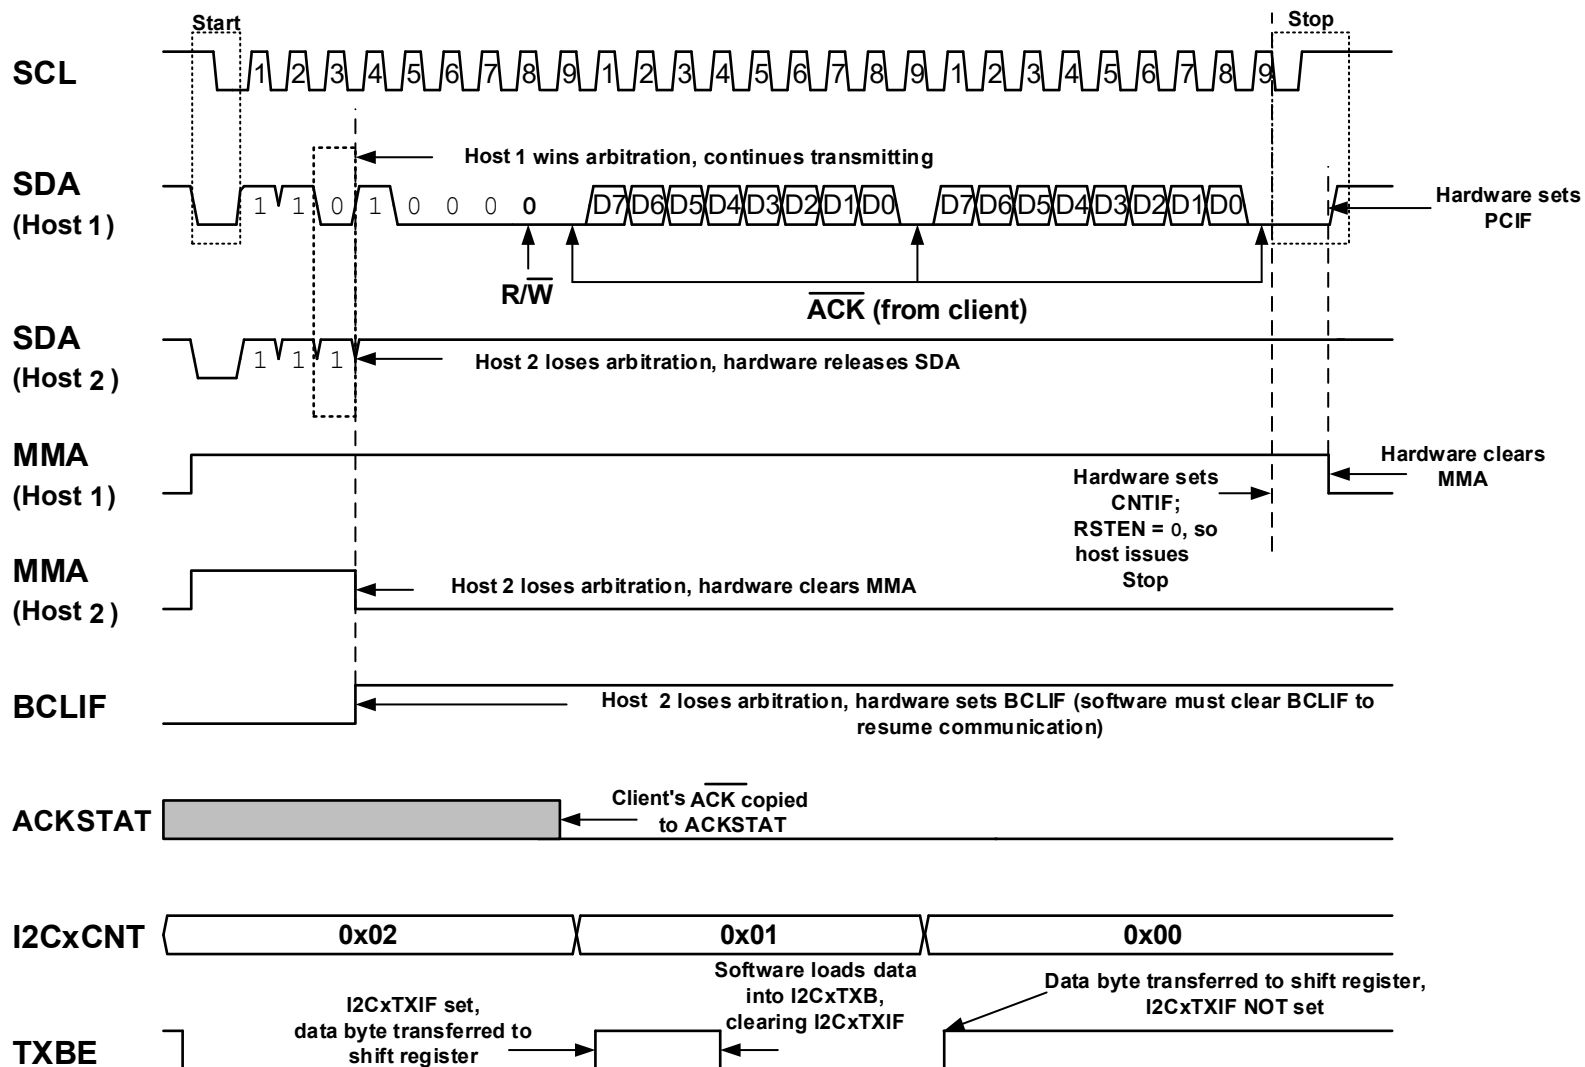 Start
Stop
SCL
1 2 3 4 5 6 7 8 9 1 2 3 4 5 6 7 8 9 1 2 3 4 5 6 7 8 9
Host 1 wins arbitration, continues transmitting
SDA
(Host 1)
1 1 0 1 0 0 0 0 D7 D6 D5 D4 D3 D2 D1 D0 D7 D6 D5 D4 D3 D2 D1 D0
Hardware sets
PCIF
R/W̅
A̅C̅K̅ (from client)
SDA
(Host 2 )
1 1 1
Host 2 loses arbitration, hardware releases SDA
MMA
(Host 1)
Hardware sets
CNTIF;
RSTEN = 0, so
host issues
Stop
Hardware clears
MMA
MMA
(Host 2 )
Host 2 loses arbitration, hardware clears MMA
BCLIF
Host 2 loses arbitration, hardware sets BCLIF (software must clear BCLIF to
resume communication)
ACKSTAT
Client's A̅C̅K̅ copied
to ACKSTAT
I2CxCNT
0x02 0x01 0x00
TXBE
I2CxTXIF set,
data byte transferred to
shift register
Software loads data
into I2CxTXB,
clearing I2CxTXIF
Data byte transferred to shift register,
I2CxTXIF NOT set